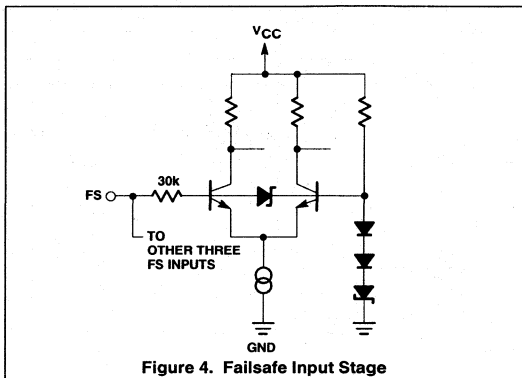 VCC
30k
FS
TO
OTHER THREE
FS INPUTS
GND
Figure 4. Failsafe Input Stage